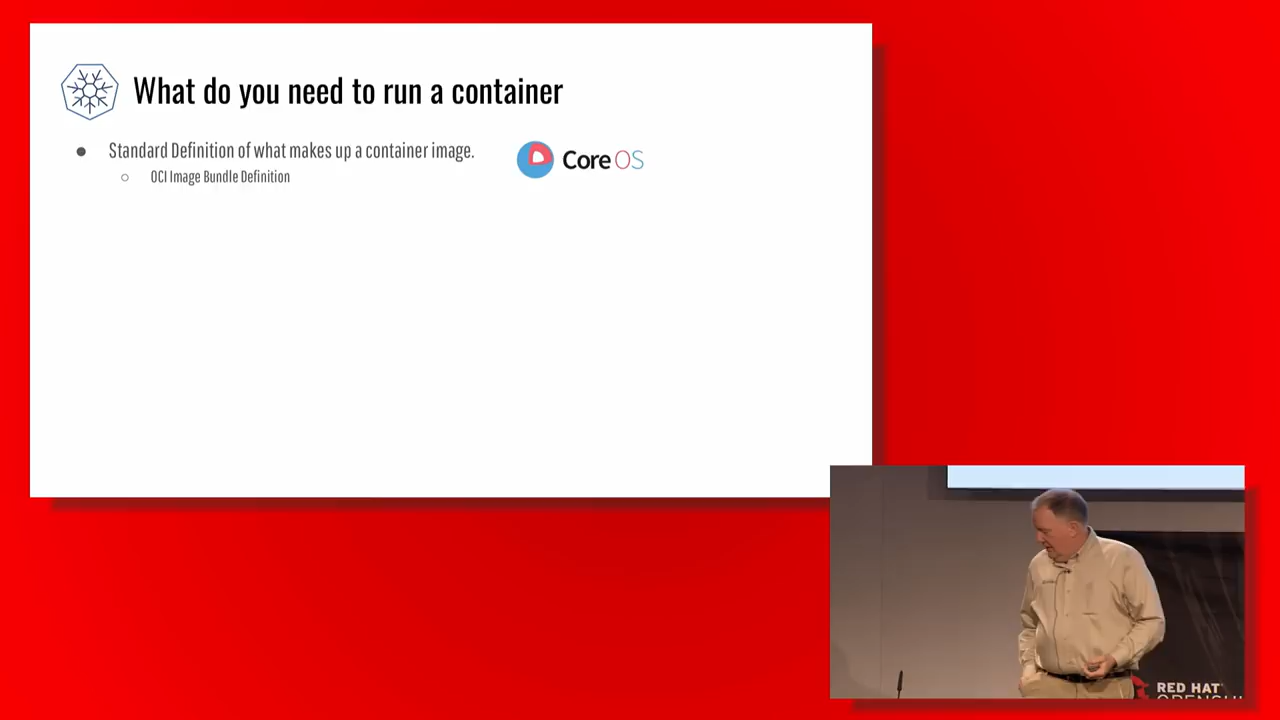 What do you need to run a container
● Standard Definition of what makes up a container image.
○ OCI Image Bundle Definition
Core OS
RED HAT
OPENSHI